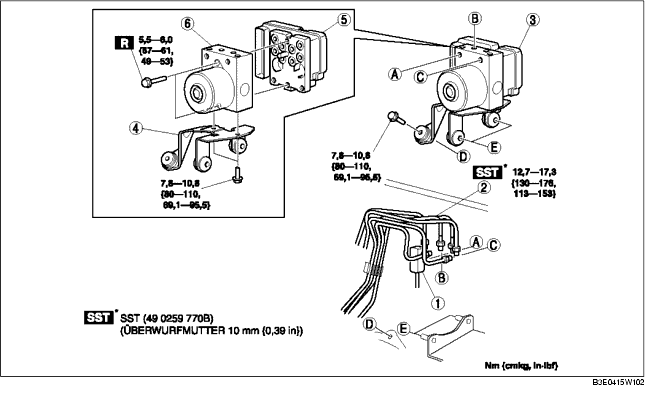 B
6
5
3
R 5,5—6,0
{57—61,
49—53}
A
C
4
7,8—10,8
{80—110,
69,1—95,5}
7,8—10,8
{80—110,
69,1—95,5}
E
D
SST* 12,7—17,3
{130—176,
113—153}
2
A
C
B
1
SST* SST (49 0259 770B)
(ÜBERWURFMUTTER 10 mm {0,39 in})
D
E
Nm {cmkg, in-lbf}
B3E0415W102